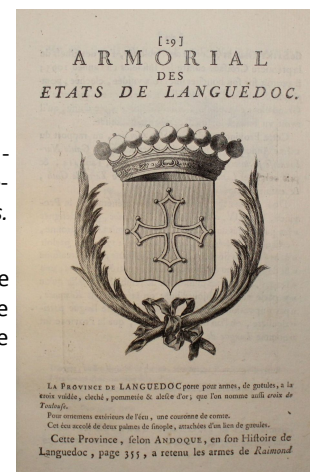 -
-
s.
e
e
e
[29]
ARMORIAL
DES
ETATS DE LANGUEDOC.
LA PROVINCE DE LANGUEDOC porte pour armes, de gueules, a la
croix vuidée, cleché, pommetée & alesée d'or; que l'on nomme aussi croix de
Toulouse.
Pour ornemens extérieurs de l'écu, une couronne de comte.
Cet écu accolé de deux palmes de sinople, attachées d'un lien de gueules.
Cette Province, selon ANDOQUE, en son Histoire de
Languedoc, page 355, a retenu les armes de Raimond